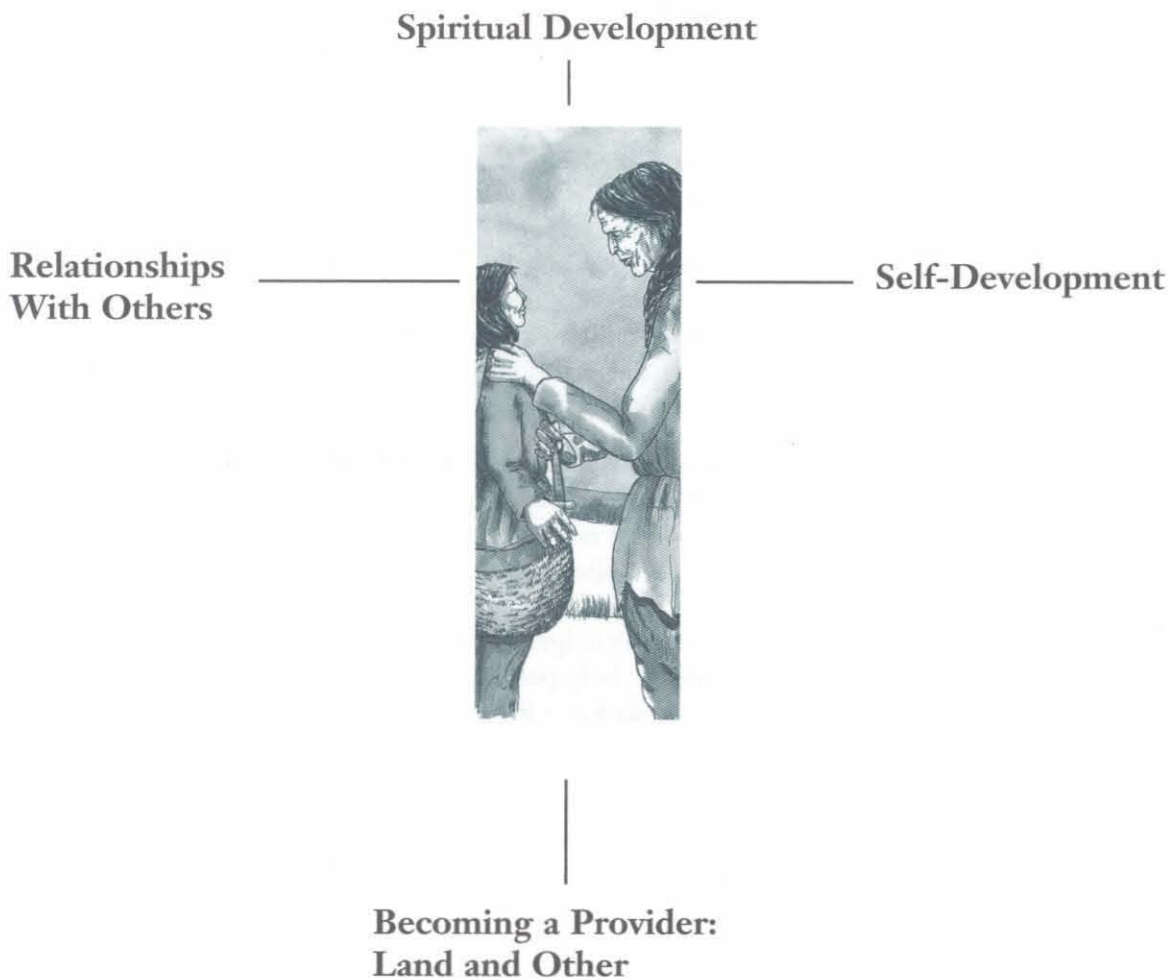 Spiritual Development
Relationships
With Others
Self-Development
Becoming a Provider:
Land and Other